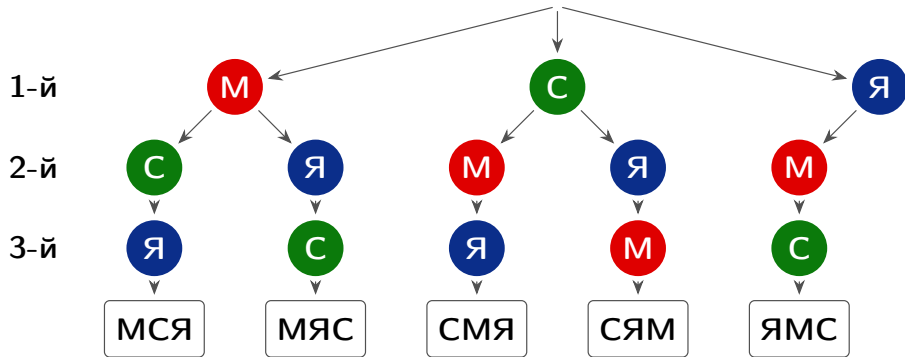 1-й М С Я
2-й С Я М Я М
3-й Я С Я М С
МСЯ МЯС СМЯ СЯМ ЯМС